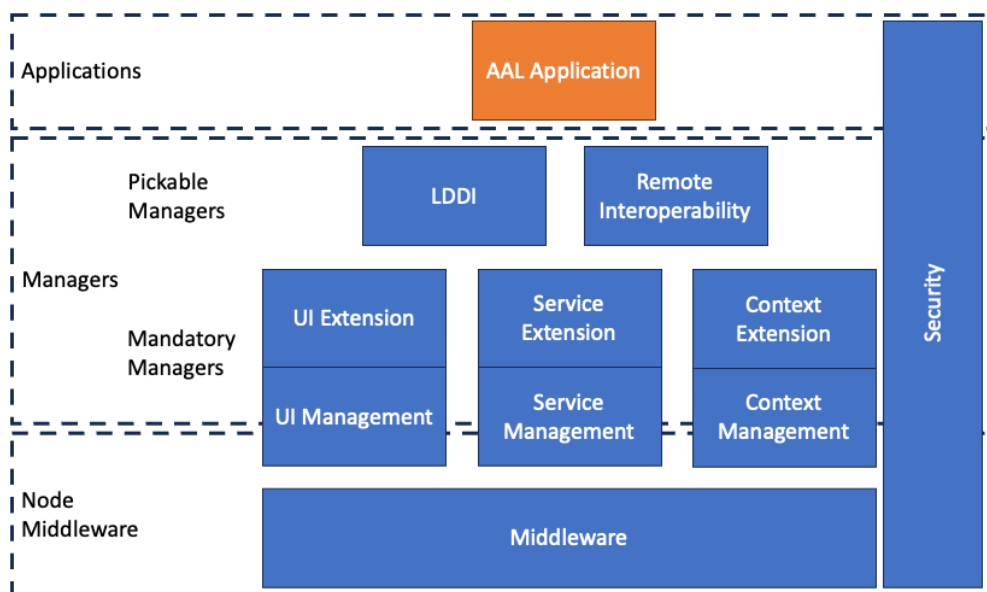 Applications
AAL Application
Pickable
Managers
LDDI
Remote
Interoperability
Managers
Mandatory
Managers
UI Extension
Service
Extension
Context
Extension
UI Management
Service
Management
Context
Management
Security
Node
Middleware
Middleware